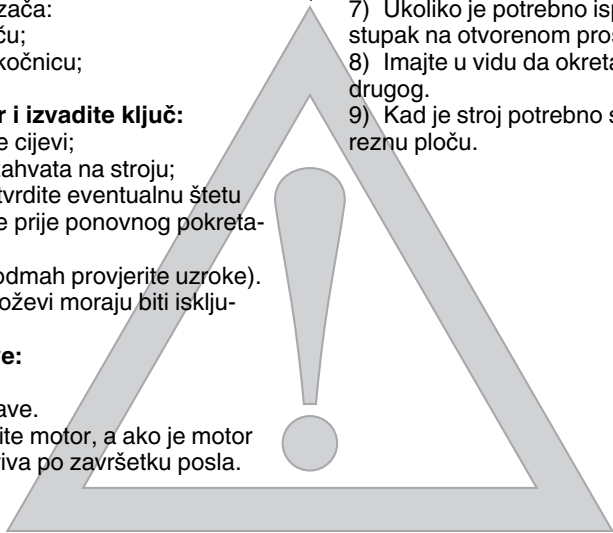 zača:
ču;
kočnicu;
r i izvadite ključ:
e cijevi;
ahvata na stroju;
tvrdite eventualnu štetu
e prije ponovnog pokreta-
odmah provjerite uzroke).
oževi moraju biti isklju-
ve:
ave.
ite motor, a ako je motor
riva po završetku posla.
7) Ukoliko je potrebno isp
stupak na otvorenom pros
8) Imajte u vidu da okreta
drugog.
9) Kad je stroj potrebno s
reznu ploču.